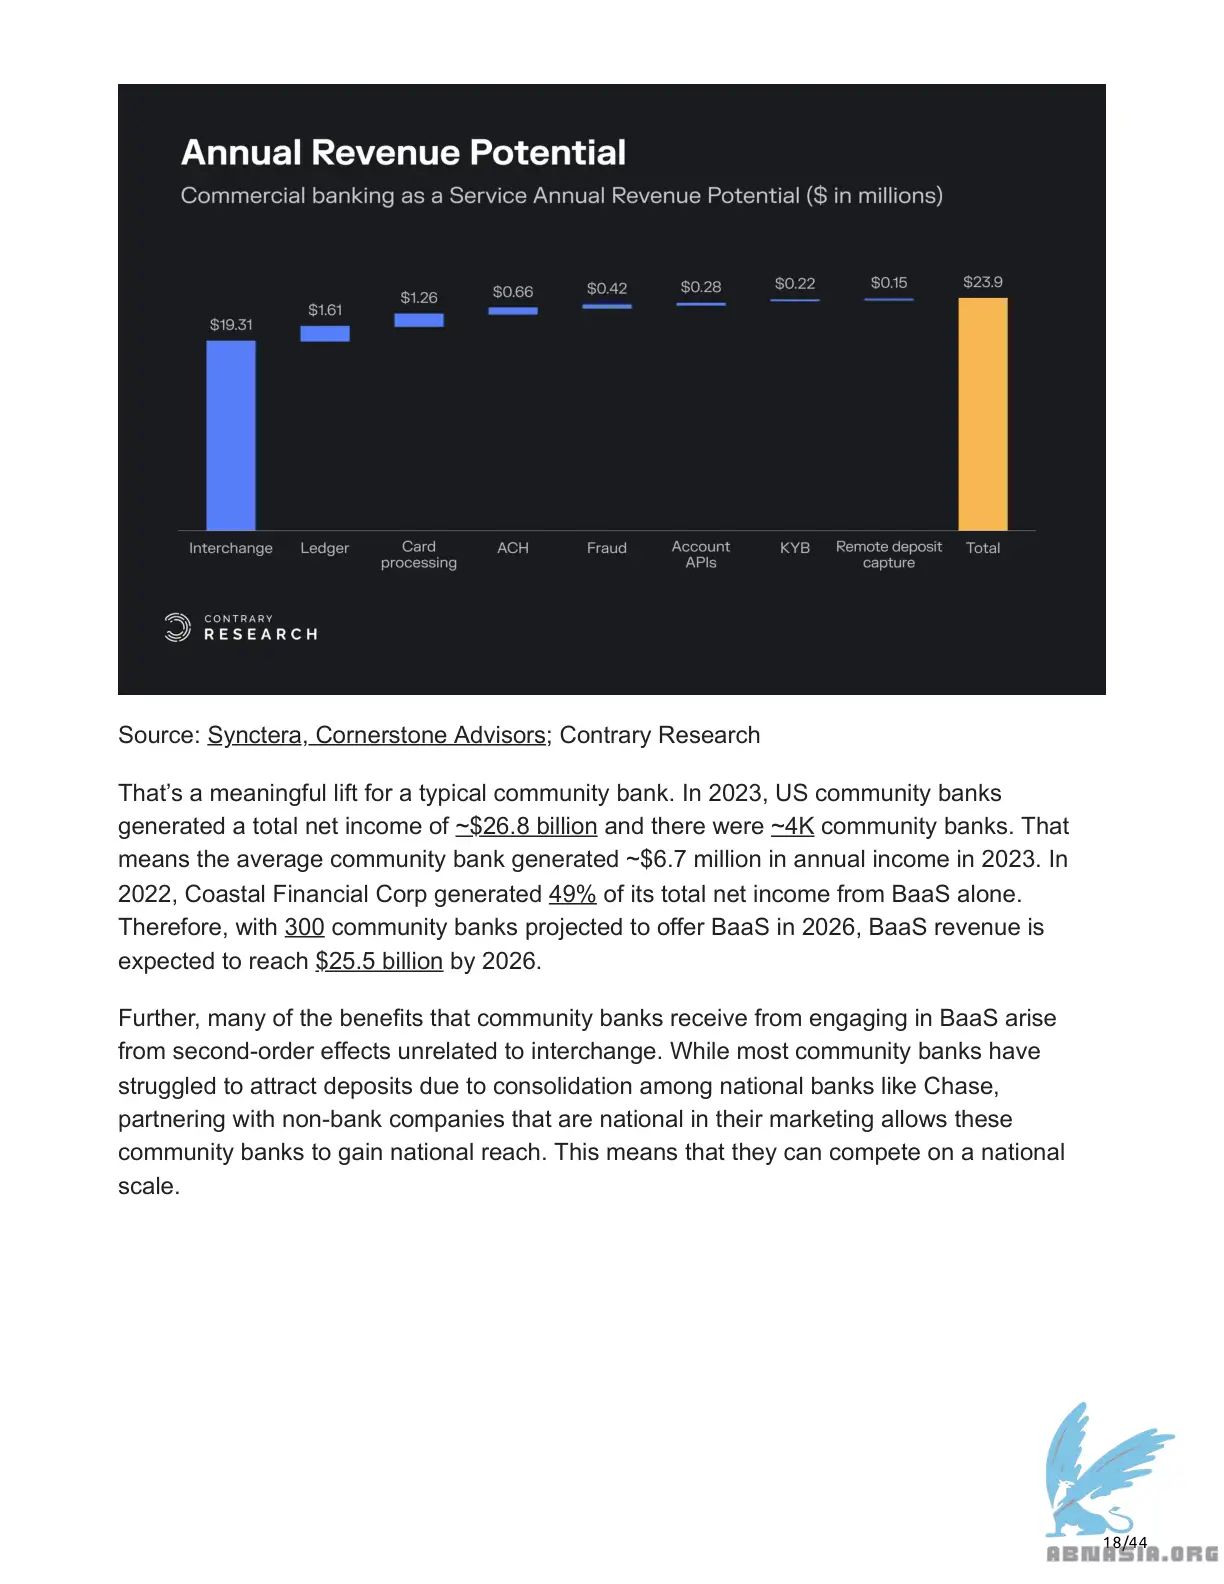 Annual Revenue Potential
Commercial banking as a Service Annual Revenue Potential ($ in millions)
$19.31
$1.61
$1.26
$0.66
$0.42
$0.28
$0.22
$0.15
$23.9
Interchange
Ledger
Card
processing
ACH
Fraud
Account
APIs
KYB
Remote deposit
capture
Total
CONTRARY
RESEARCH
Source: Synctera, Cornerstone Advisors; Contrary Research
That’s a meaningful lift for a typical community bank. In 2023, US community banks
generated a total net income of ~$26.8 billion and there were ~4K community banks. That
means the average community bank generated ~$6.7 million in annual income in 2023. In
2022, Coastal Financial Corp generated 49% of its total net income from BaaS alone.
Therefore, with 300 community banks projected to offer BaaS in 2026, BaaS revenue is
expected to reach $25.5 billion by 2026.
Further, many of the benefits that community banks receive from engaging in BaaS arise
from second-order effects unrelated to interchange. While most community banks have
struggled to attract deposits due to consolidation among national banks like Chase,
partnering with non-bank companies that are national in their marketing allows these
community banks to gain national reach. This means that they can compete on a national
scale.
18/44
ABNASIA.ORG